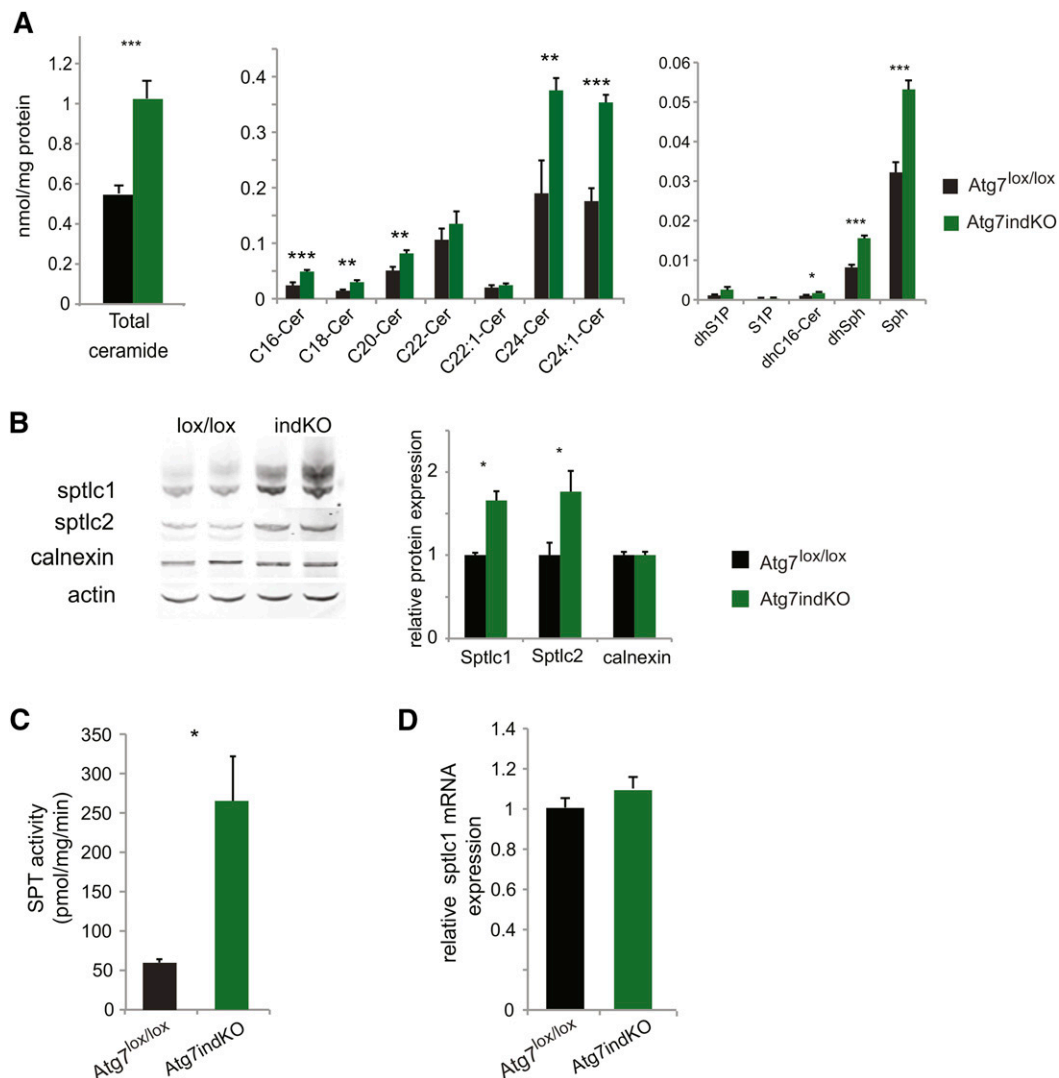 A
***
1.2
1
0.8
0.6
0.4
0.2
0
nmol/mg protein
Total
ceramide
0.4
0.3
0.2
0.1
0
***
**
**
**
***
C16-Cer
C18-Cer
C20-Cer
C22-Cer
C22:1-Cer
C24-Cer
C24:1-Cer
0.06
0.05
0.04
0.03
0.02
0.01
0
*
***
***
dhS1P
S1P
dhC16-Cer
dhSph
Sph
Atg7lox/lox
Atg7indKO
B
lox/lox indKO
sptlc1
sptlc2
calnexin
actin
relative protein expression
2
1
0
*
*
Sptlc1
Sptlc2
calnexin
Atg7lox/lox
Atg7indKO
C
SPT activity
(pmol/mg/min)
350
300
250
200
150
100
50
0
*
Atg7lox/lox
Atg7indKO
D
relative sptlc1 mRNA
expression
1.4
1.2
1
0.8
0.6
0.4
0
Atg7lox/lox
Atg7indKO